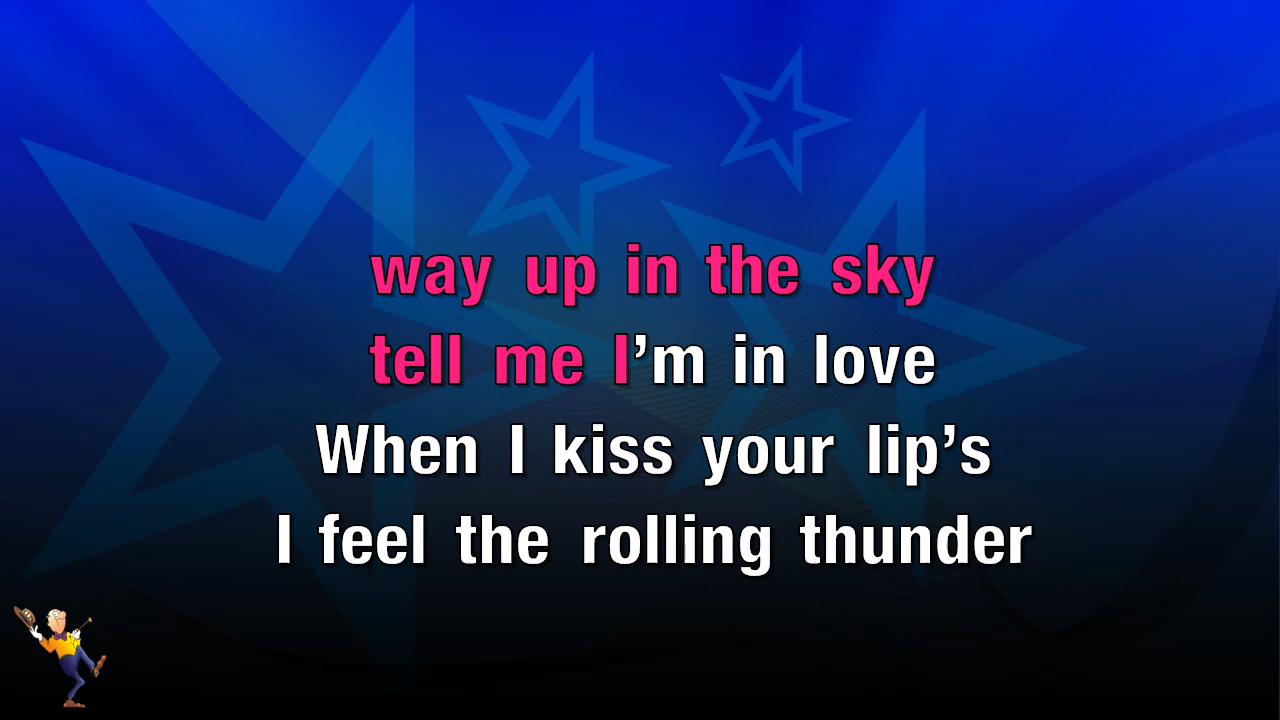 way up in the sky
tell me I’m in love
When I kiss your lip’s
I feel the rolling thunder